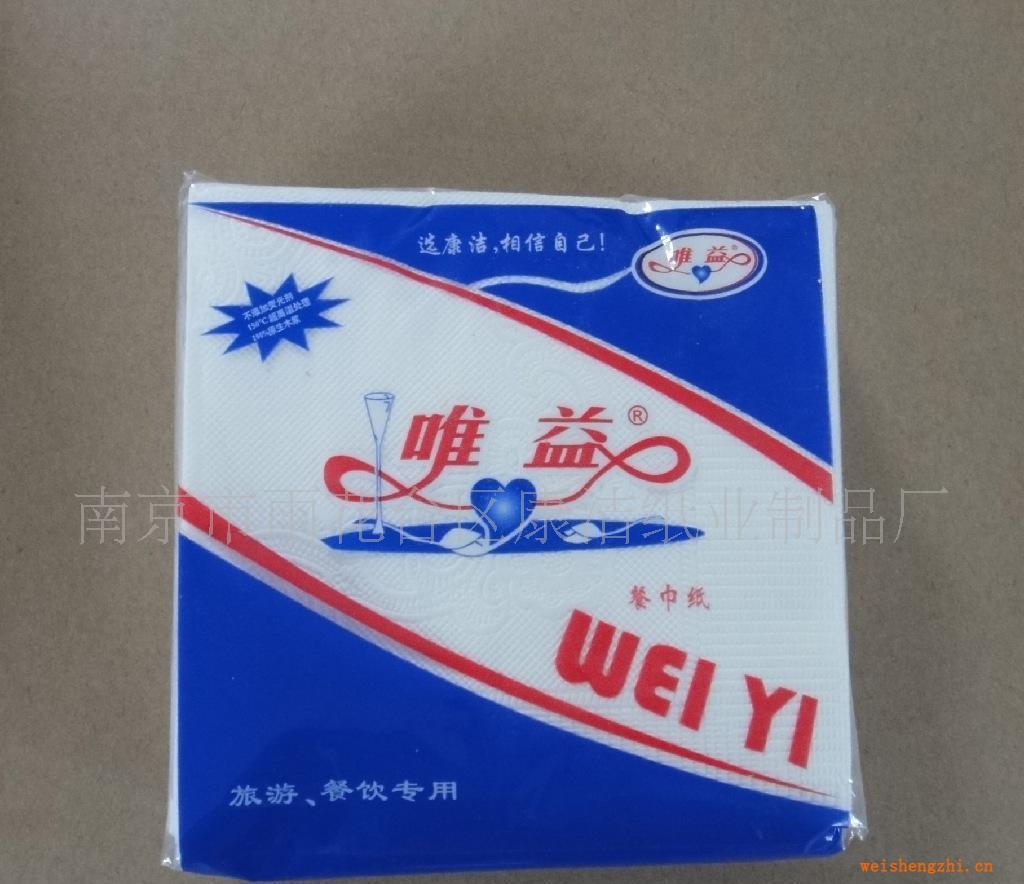 选康洁,相信自己!
唯益®
不添加荧光剂
150°C超高温处理
100%原生木浆
唯益®
南京市雨花台区康洁纸业制品厂
餐巾纸
WEI YI
旅游、餐饮专用
weishengzhi.cn